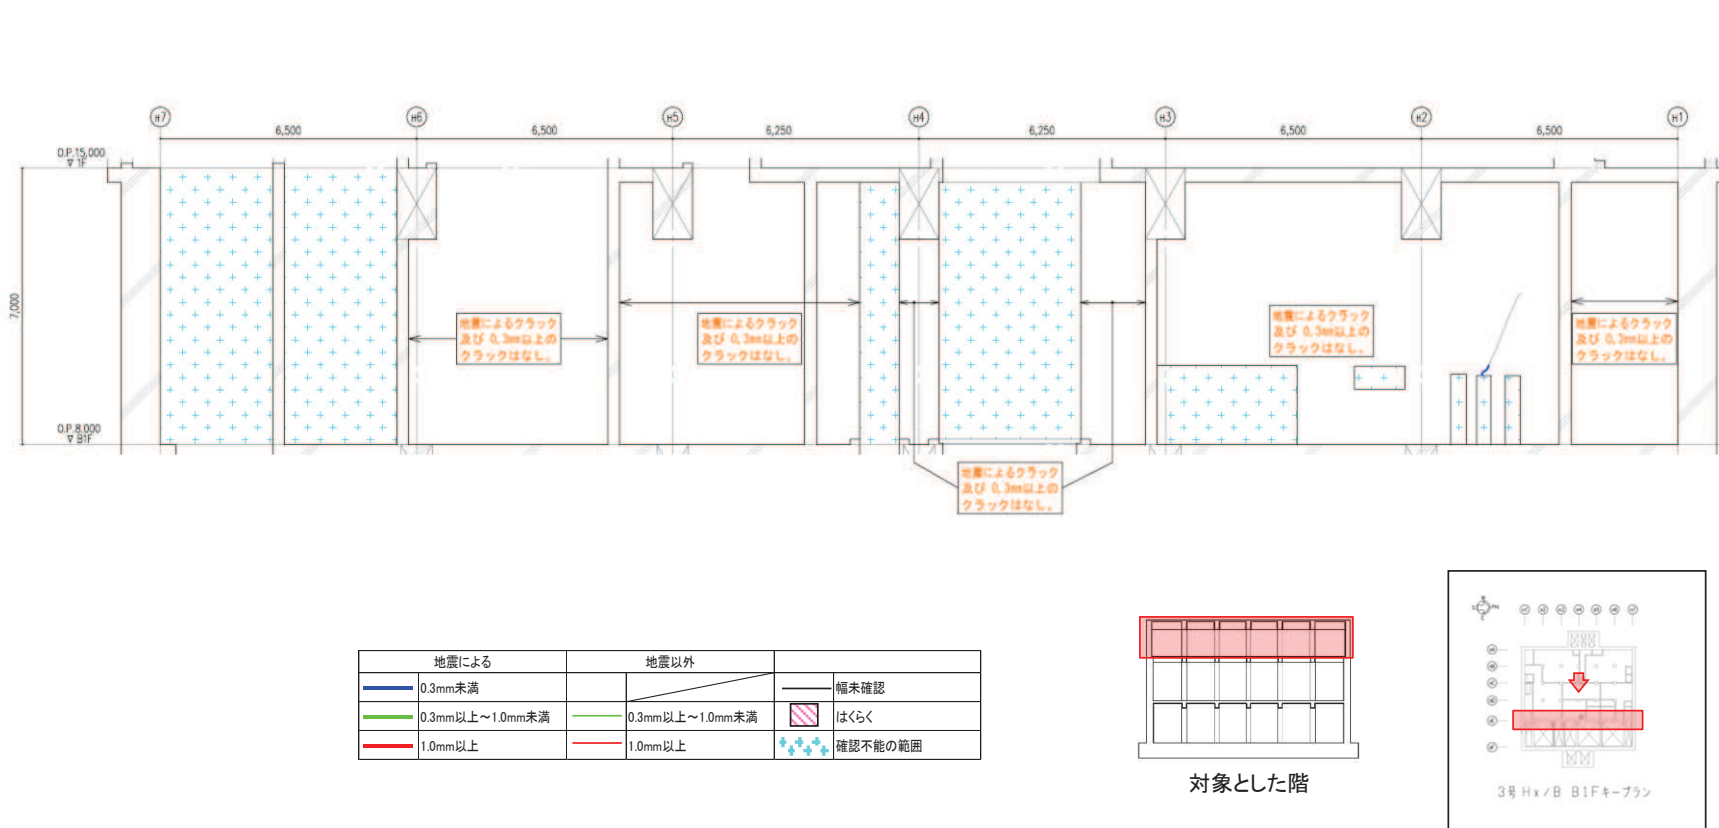 H7 H6 H5 H4 H3 H2 H1
6,500 6,500 6,250 6,250 6,500 6,500
O.P.15,000
▽ 1F
7,000
地震によるクラック
及び 0.3mm以上の
クラックはなし。
地震によるクラック
及び 0.3mm以上の
クラックはなし。
地震によるクラック
及び 0.3mm以上の
クラックはなし。
地震によるクラック
及び 0.3mm以上の
クラックはなし。
O.P.8,000
▽ B1F
地震によるクラック
及び 0.3mm以上の
クラックはなし。
地震による 地震以外
0.3mm未満 幅未確認
0.3mm以上～1.0mm未満 0.3mm以上～1.0mm未満 はくらく
1.0mm以上 1.0mm以上 確認不能の範囲
対象とした階
3号 Hx/B B1Fキープラン